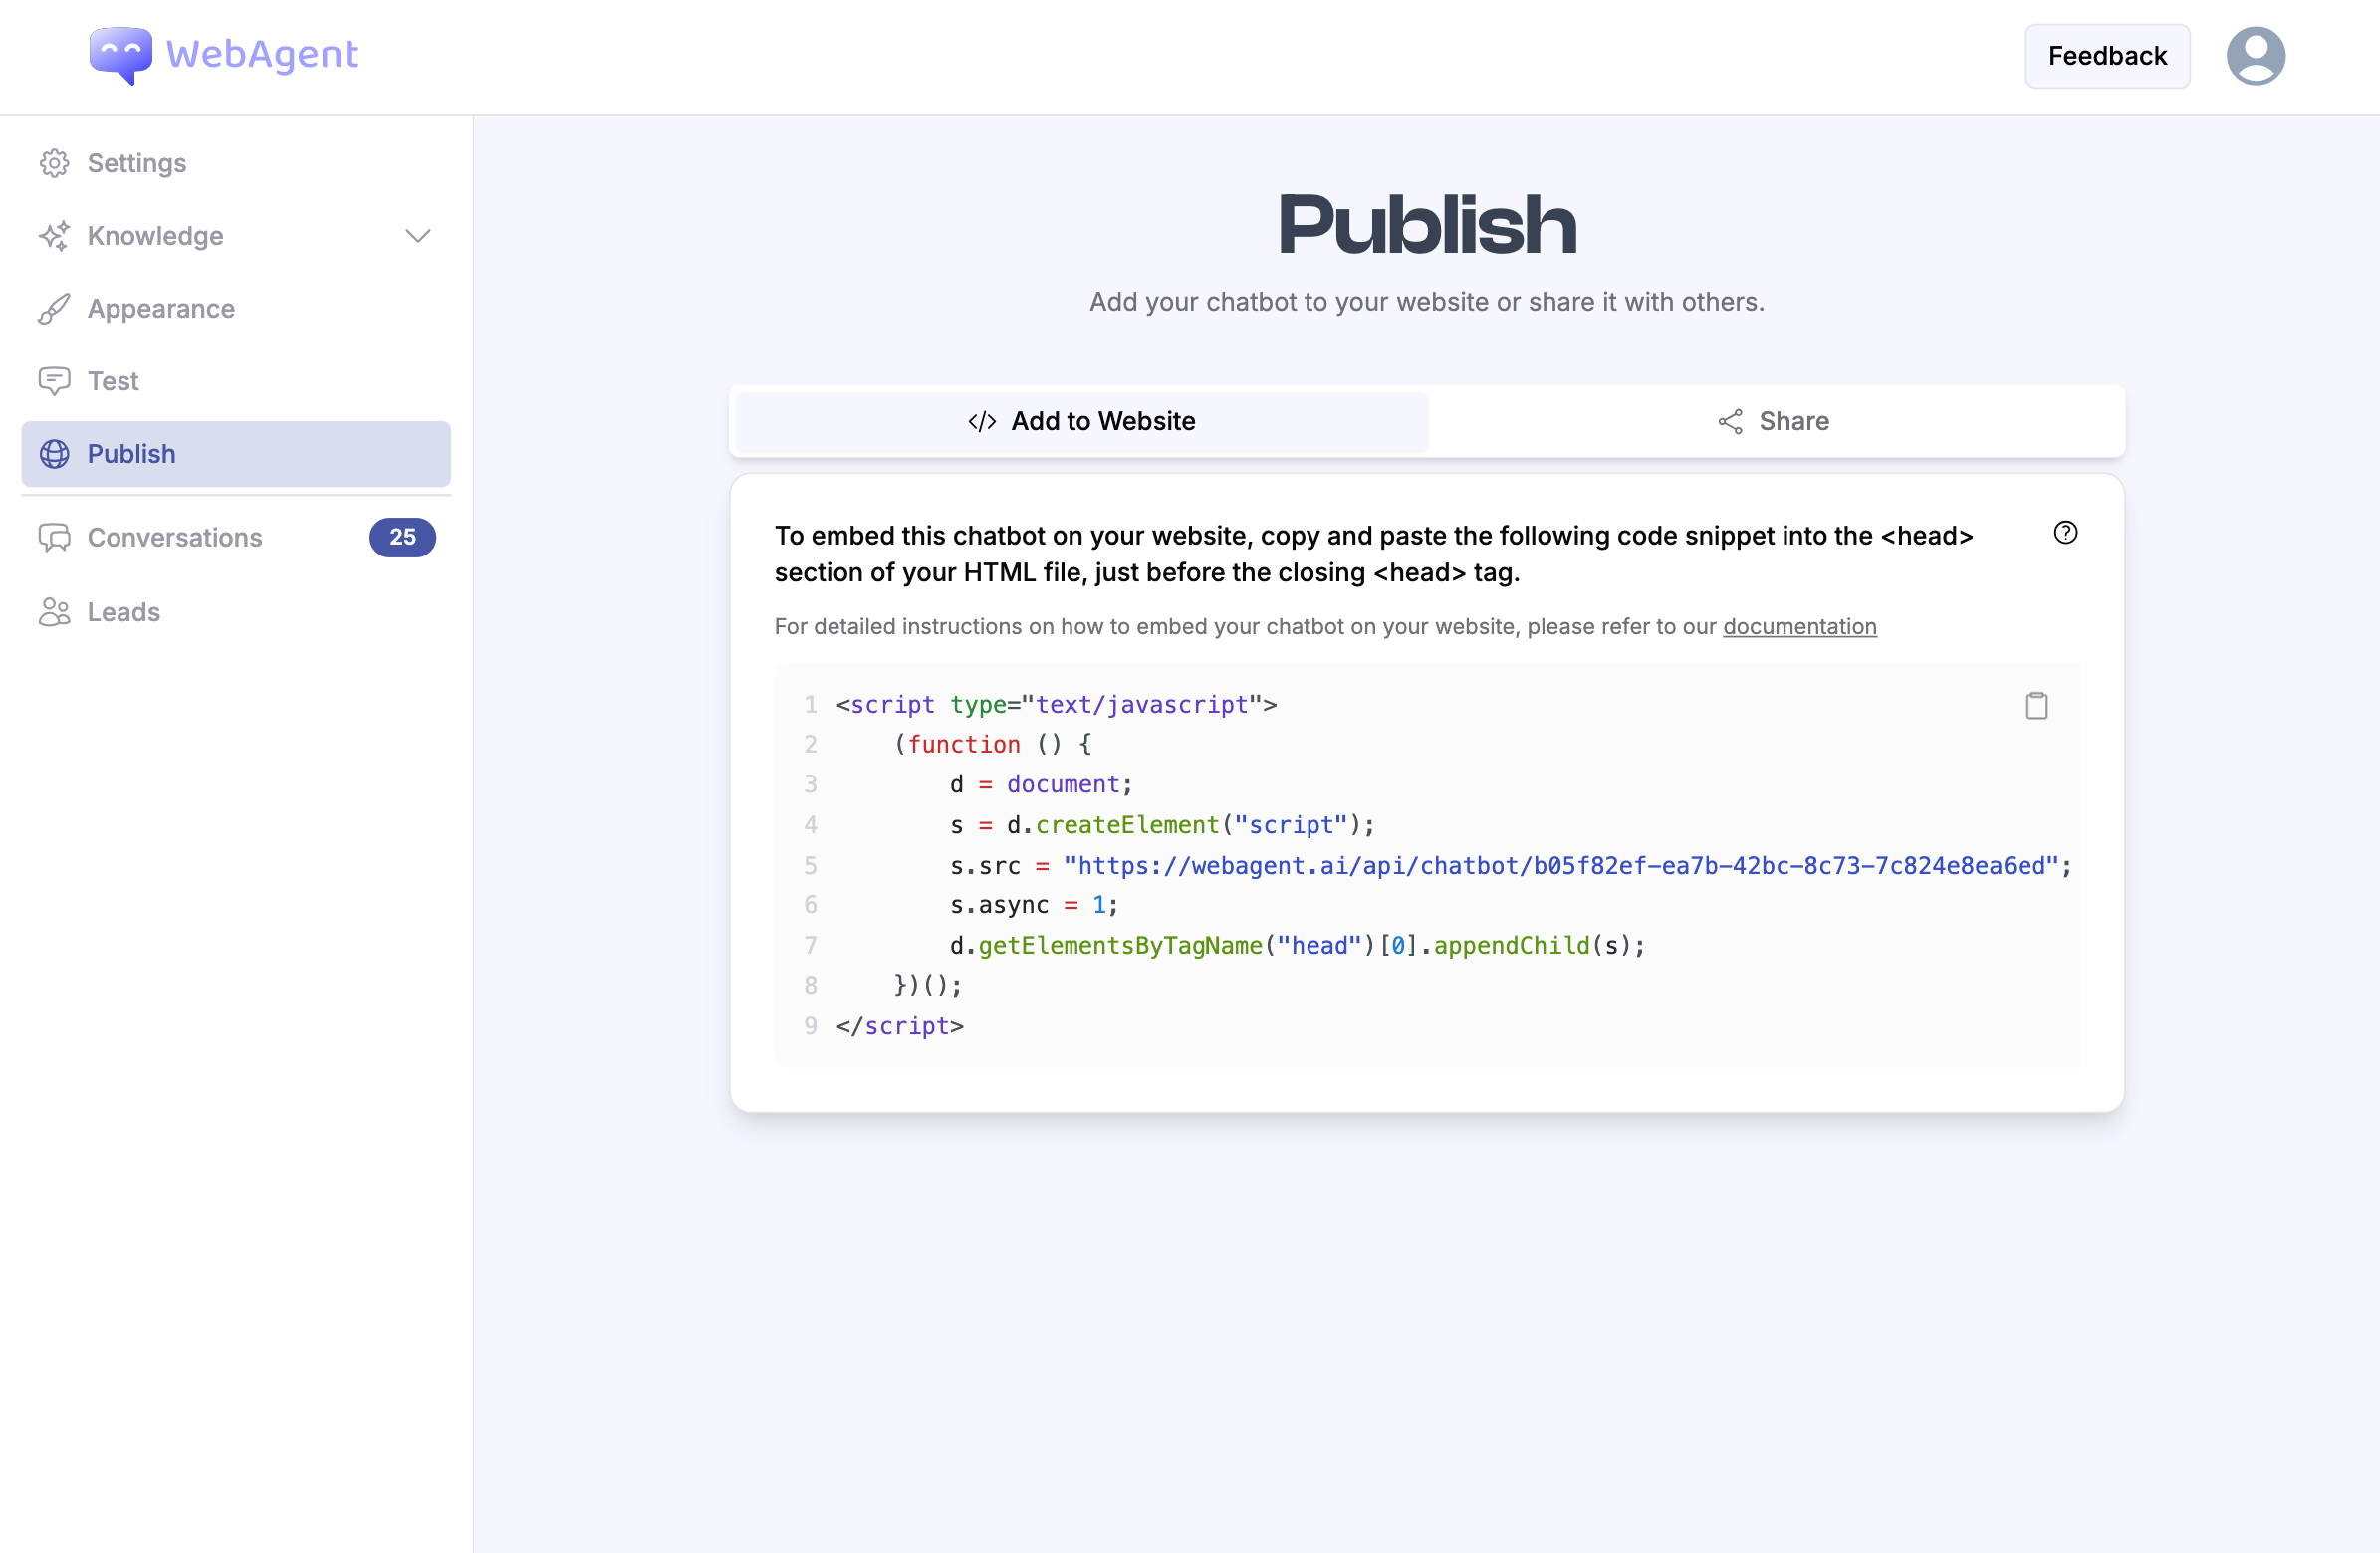 WebAgent
Feedback
Settings
Knowledge
Appearance
Test
Publish
Conversations 25
Leads
Publish
Add your chatbot to your website or share it with others.
</> Add to Website
Share
To embed this chatbot on your website, copy and paste the following code snippet into the <head>
section of your HTML file, just before the closing <head> tag.
For detailed instructions on how to embed your chatbot on your website, please refer to our documentation
1 <script type="text/javascript">
2     (function () {
3         d = document;
4         s = d.createElement("script");
5         s.src = "https://webagent.ai/api/chatbot/b05f82ef-ea7b-42bc-8c73-7c824e8ea6ed";
6         s.async = 1;
7         d.getElementsByTagName("head")[0].appendChild(s);
8     })();
9 </script>